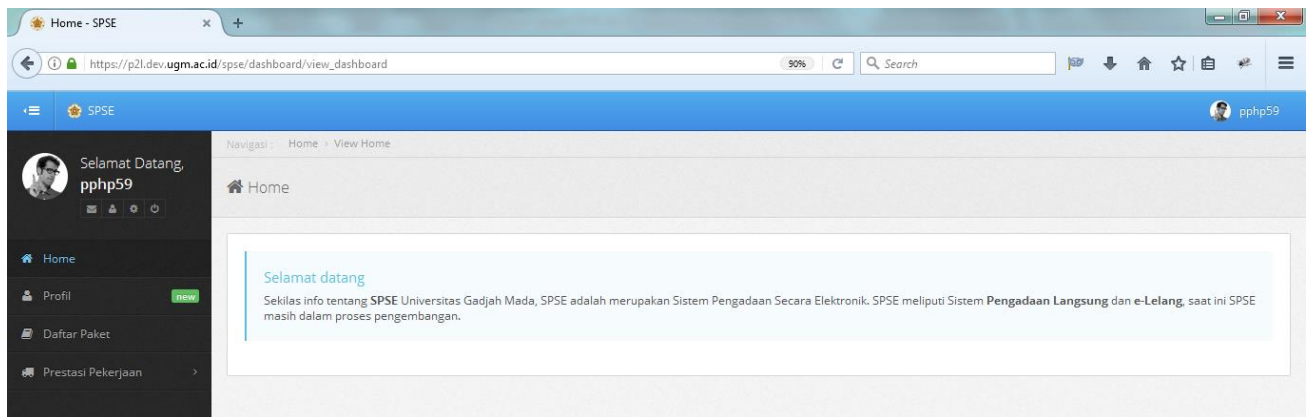 Home - SPSE
https://p2l.dev.ugm.ac.id/spse/dashboard/view_dashboard
90%
Search
SPSE
pphp59
Selamat Datang,
pphp59
Navigasi : Home › View Home
Home
Home
Profil new
Daftar Paket
Prestasi Pekerjaan
Selamat datang
Sekilas info tentang SPSE Universitas Gadjah Mada, SPSE adalah merupakan Sistem Pengadaan Secara Elektronik. SPSE meliputi Sistem Pengadaan Langsung dan e-Lelang, saat ini SPSE
masih dalam proses pengembangan.